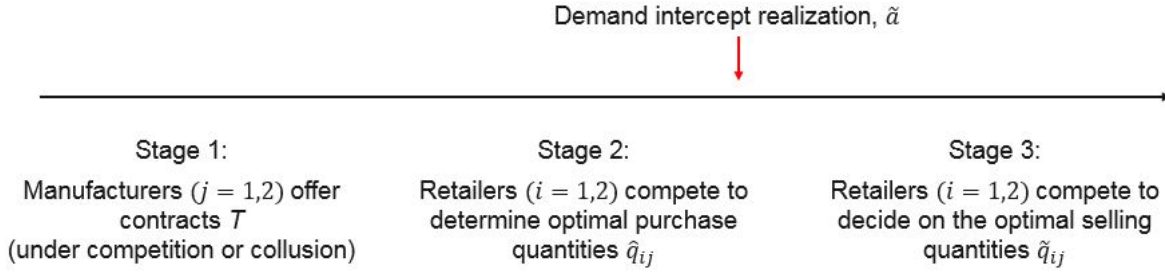 Demand intercept realization, ã
Stage 1:
Manufacturers (j = 1,2) offer
contracts T
(under competition or collusion)
Stage 2:
Retailers (i = 1,2) compete to
determine optimal purchase
quantities q̂ᵢⱼ
Stage 3:
Retailers (i = 1,2) compete to
decide on the optimal selling
quantities q̃ᵢⱼ